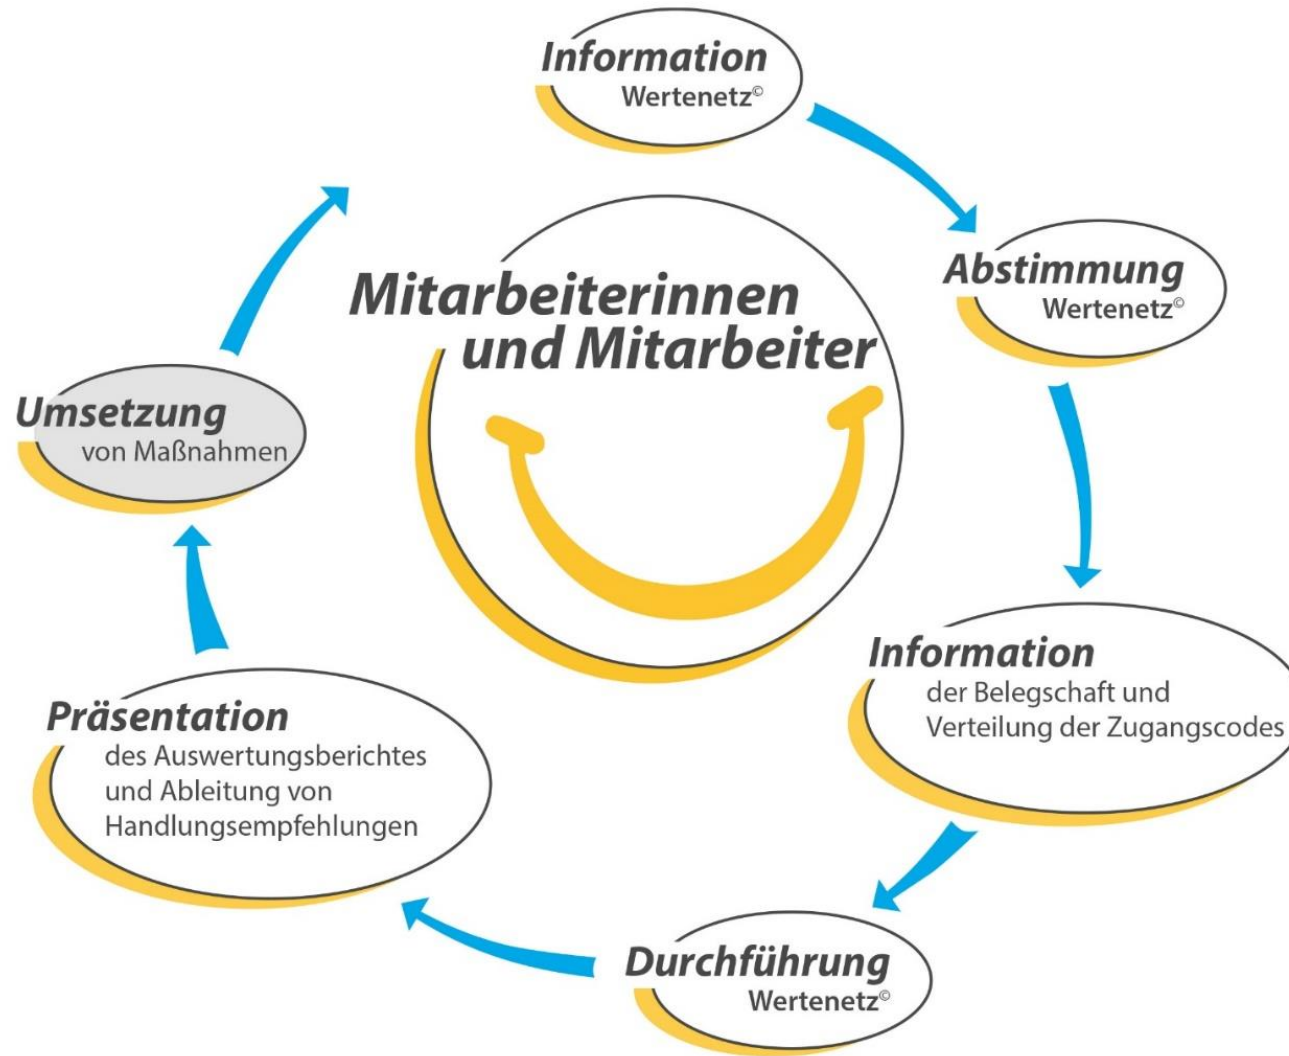 Information
Wertenetz©
Abstimmung
Wertenetz©
Mitarbeiterinnen
und Mitarbeiter
Umsetzung
von Maßnahmen
Information
der Belegschaft und
Verteilung der Zugangscodes
Präsentation
des Auswertungsberichtes
und Ableitung von
Handlungsempfehlungen
Durchführung
Wertenetz©